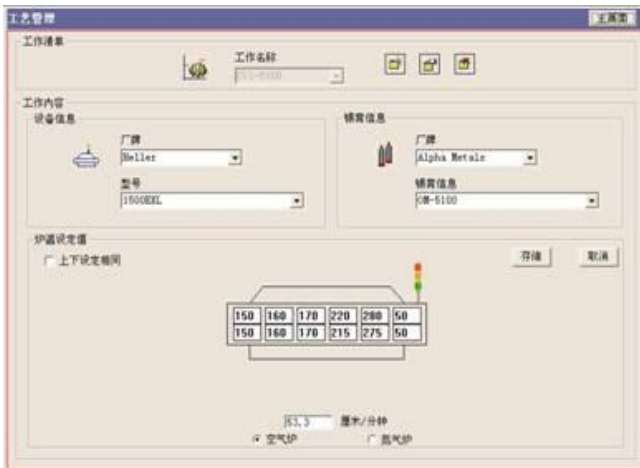 工艺管理 主画面
工作清单
工作名称
工作内容
设备信息 锡膏信息
厂牌 厂牌
Heller Alpha Metals
型号 锡膏信息
1500EXL OM-5100
炉温设定值
上下设定相同 存储 取消
150 160 170 220 280 50
150 160 170 215 275 50
53.3 厘米/分钟
空气炉 氮气炉